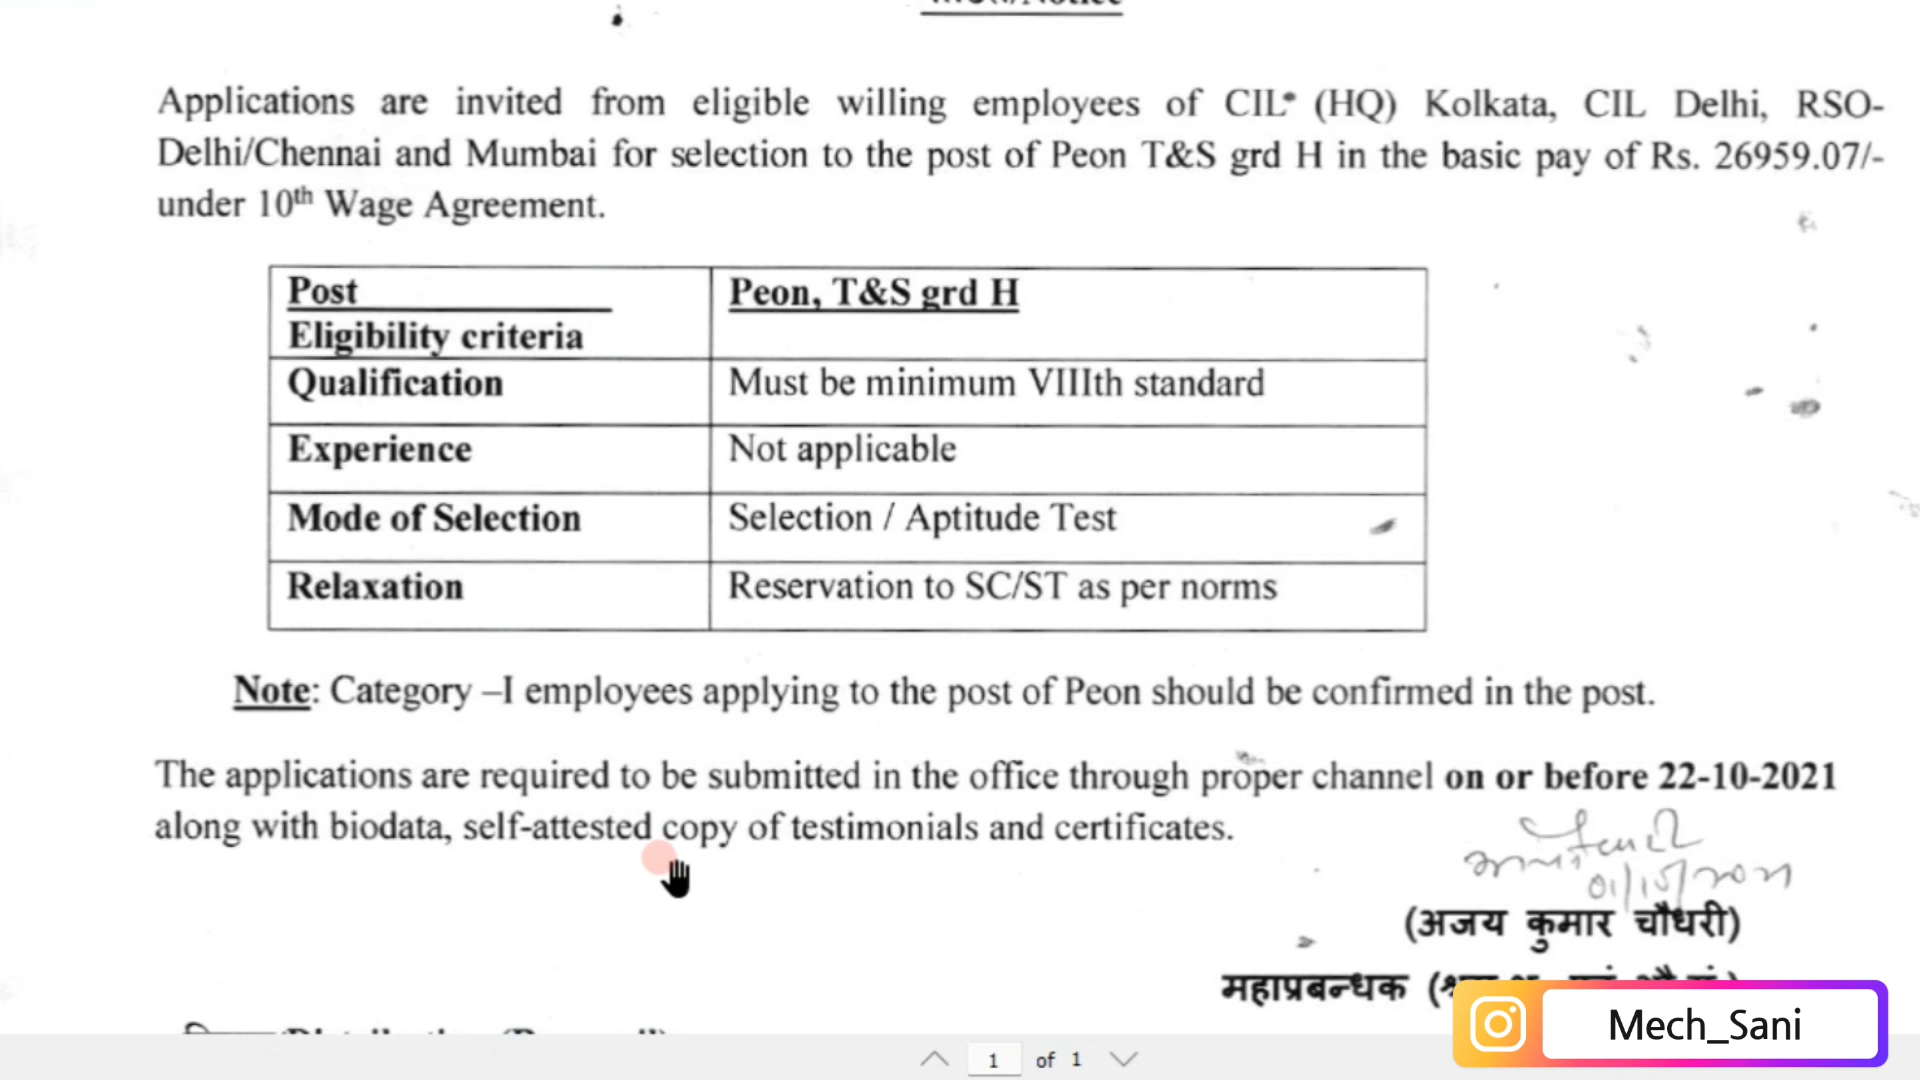 Applications are invited from eligible willing employees of CIL (HQ) Kolkata, CIL Delhi, RSO-
Delhi/Chennai and Mumbai for selection to the post of Peon T&S grd H in the basic pay of Rs. 26959.07/-
under 10th Wage Agreement.
Post
Peon, T&S grd H
Eligibility criteria
Qualification
Must be minimum VIIIth standard
Experience
Not applicable
Mode of Selection
Selection / Aptitude Test
Relaxation
Reservation to SC/ST as per norms
Note: Category –I employees applying to the post of Peon should be confirmed in the post.
The applications are required to be submitted in the office through proper channel on or before 22-10-2021
along with biodata, self-attested copy of testimonials and certificates.
(अजय कुमार चौधरी)
महाप्रबन्धक
Mech_Sani
1 of 1